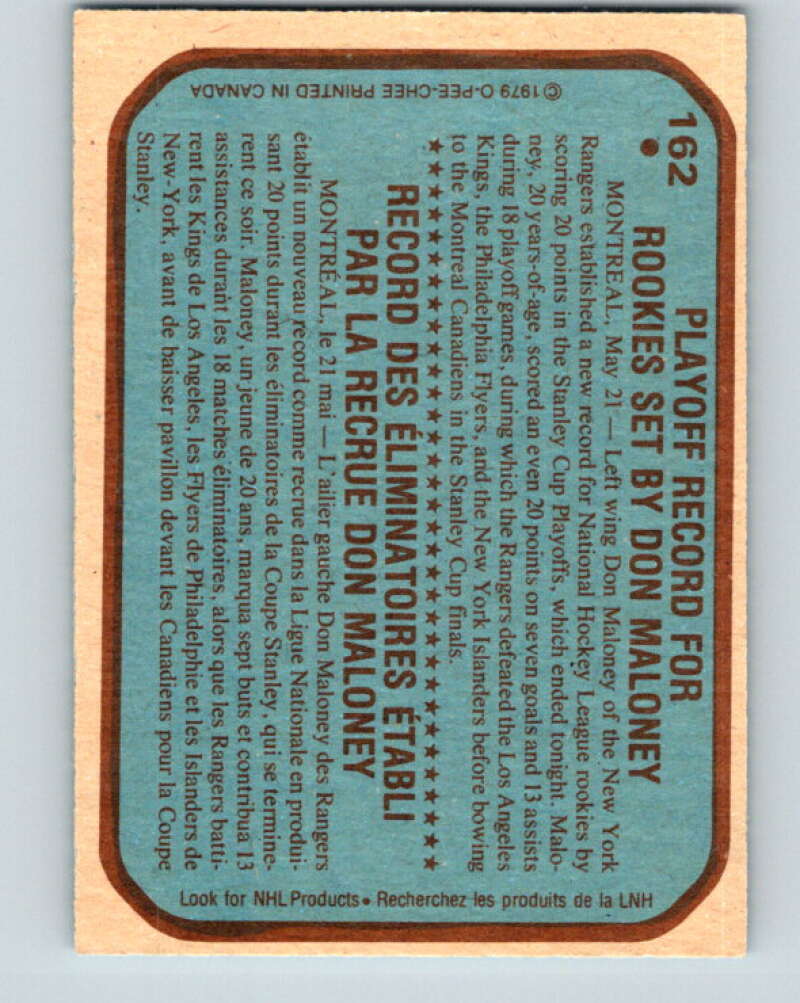 162
PLAYOFF RECORD FOR
ROOKIES SET BY DON MALONEY
MONTREAL, May 21 — Left wing Don Maloney of the New York
Rangers established a new record for National Hockey League rookies by
scoring 20 points in the Stanley Cup Playoffs, which ended tonight. Malo-
ney, 20 years-of-age, scored an even 20 points on seven goals and 13 assists
during 18 playoff games, during which the Rangers defeated the Los Angeles
Kings, the Philadelphia Flyers, and the New York Islanders before bowing
to the Montreal Canadiens in the Stanley Cup finals.
RECORD DES ÉLIMINATOIRES ÉTABLI
PAR LA RECRUE DON MALONEY
MONTRÉAL, le 21 mai — L'ailier gauche Don Maloney des Rangers
établit un nouveau record comme recrue dans la Ligue Nationale en produi-
sant 20 points durant les éliminatoires de la Coupe Stanley, qui se termine-
rent ce soir. Maloney, un jeune de 20 ans, marqua sept buts et contribua 13
assistances durant les 18 matches éliminatoires, alors que les Rangers batti-
rent les Kings de Los Angeles, les Flyers de Philadelphie et les Islanders de
New-York, avant de baisser pavillon devant les Canadiens pour la Coupe
Stanley.
© 1979 O-PEE-CHEE PRINTED IN CANADA
Look for NHL Products • Recherchez les produits de la LNH